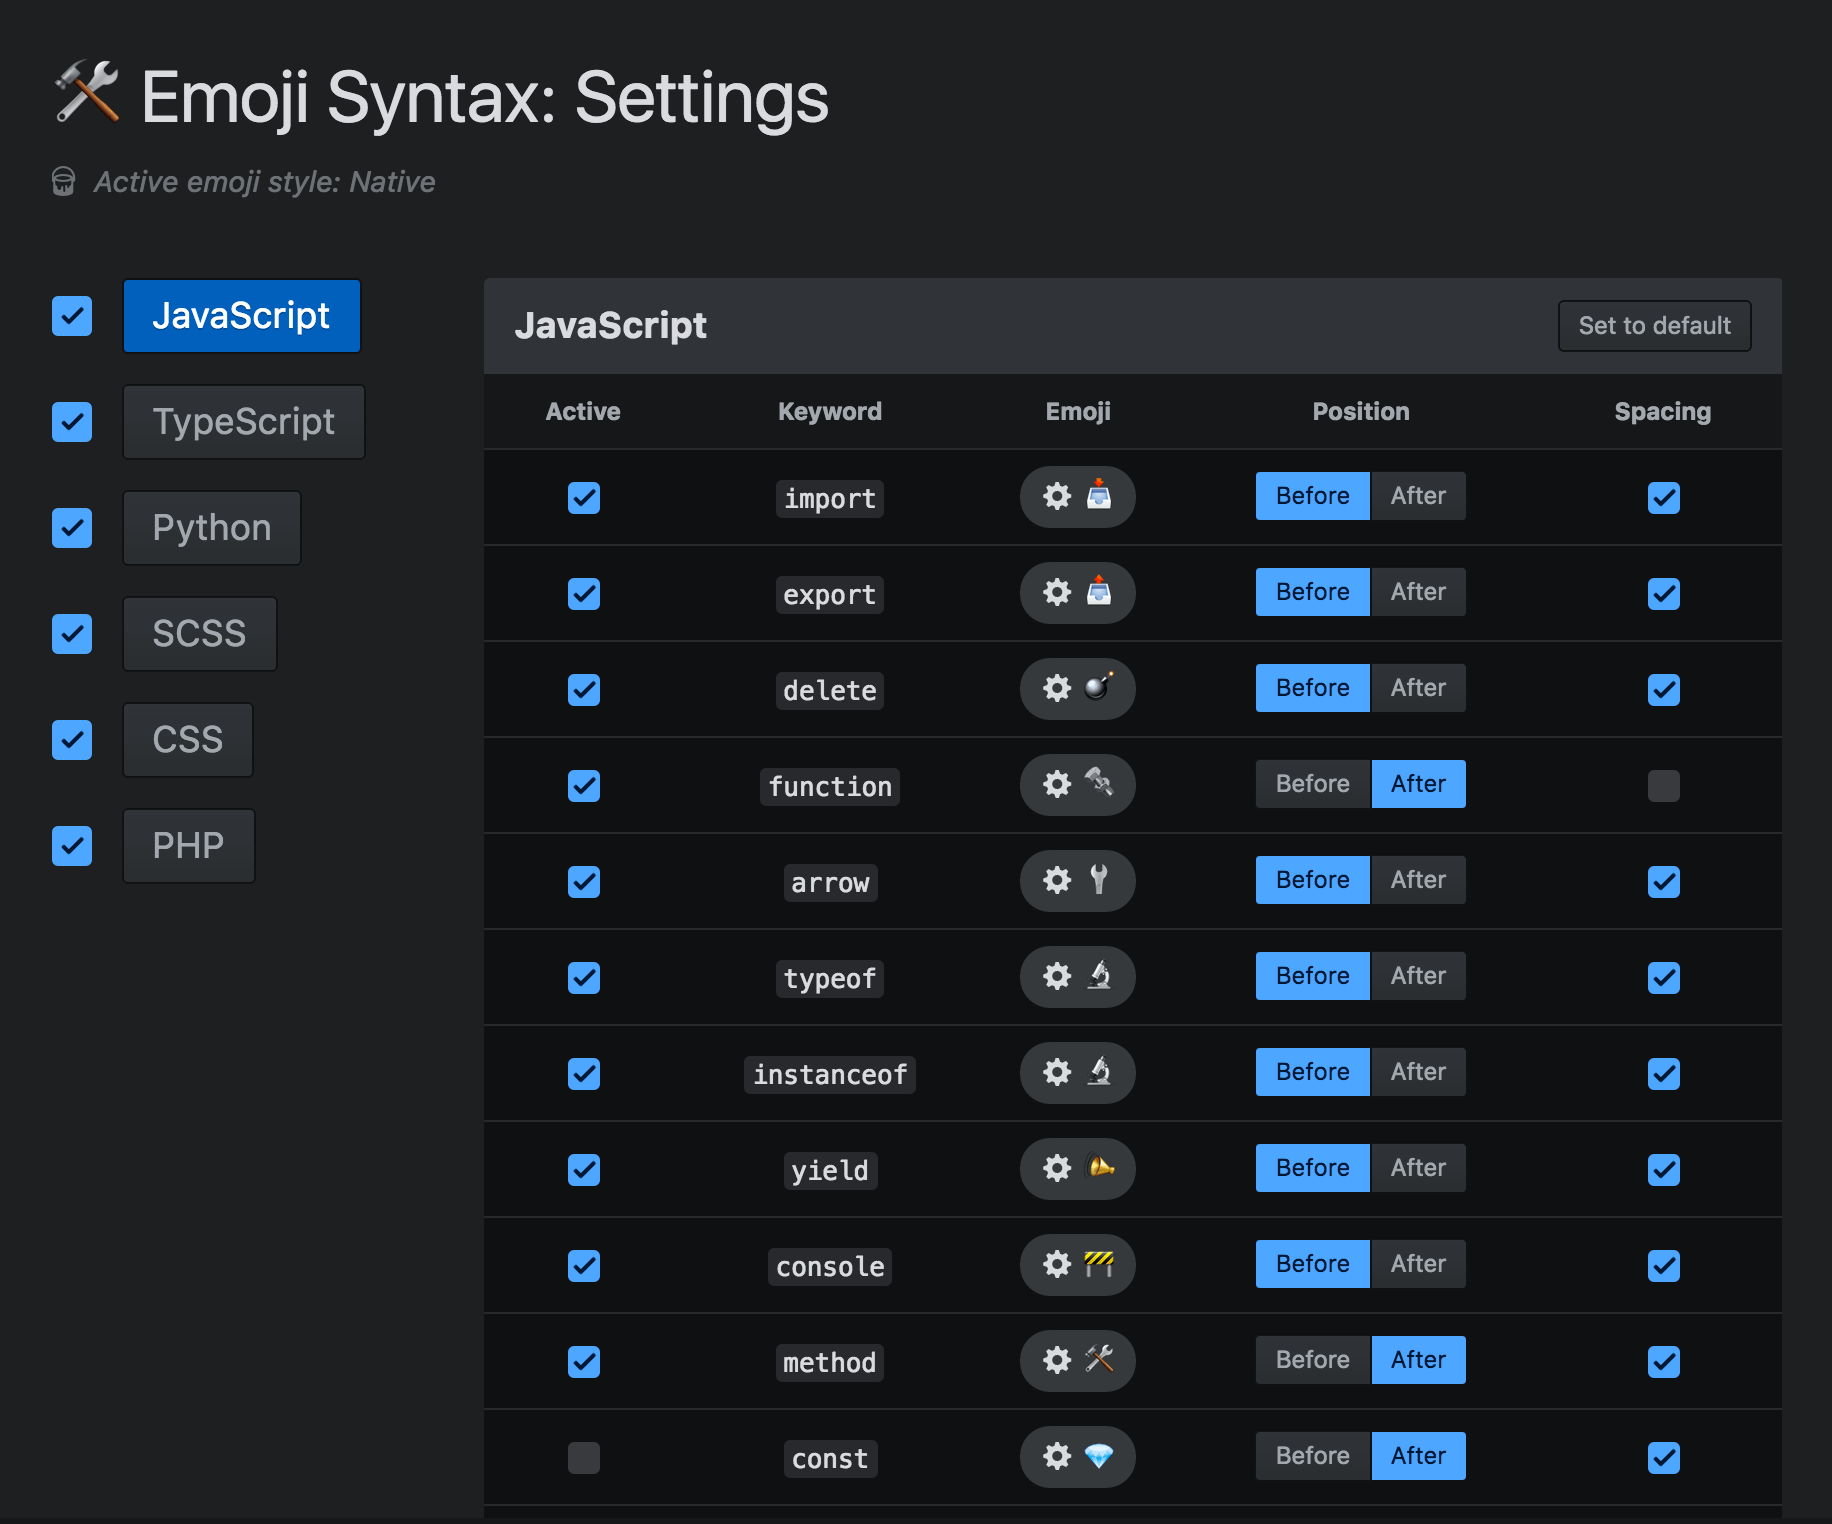 Emoji Syntax: Settings
Active emoji style: Native
JavaScript
TypeScript
Python
SCSS
CSS
PHP
JavaScript Set to default
Active Keyword Emoji Position Spacing
import Before After
export Before After
delete Before After
function Before After
arrow Before After
typeof Before After
instanceof Before After
yield Before After
console Before After
method Before After
const Before After